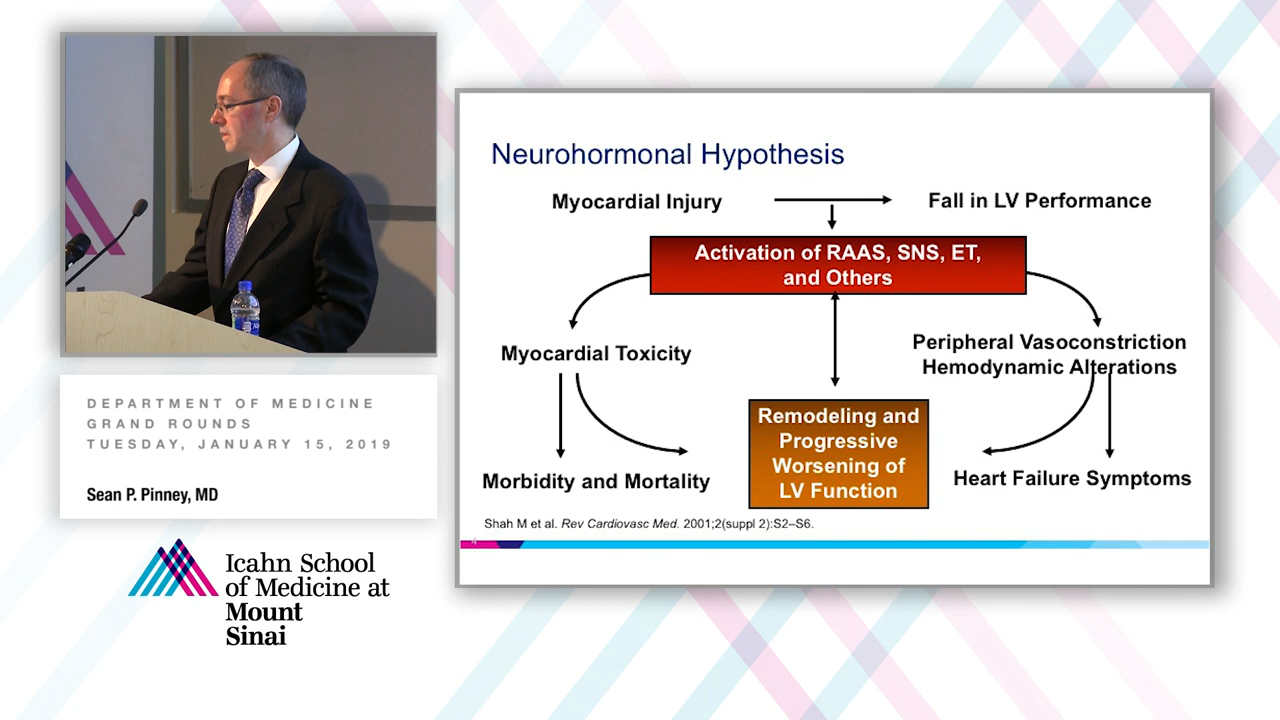 DEPARTMENT OF MEDICINE
GRAND ROUNDS
TUESDAY, JANUARY 15, 2019
Sean P. Pinney, MD
Icahn School
of Medicine at
Mount
Sinai
Neurohormonal Hypothesis
Myocardial Injury
Fall in LV Performance
Activation of RAAS, SNS, ET,
and Others
Myocardial Toxicity
Peripheral Vasoconstriction
Hemodynamic Alterations
Remodeling and
Progressive
Worsening of
LV Function
Morbidity and Mortality
Heart Failure Symptoms
Shah M et al. Rev Cardiovasc Med. 2001;2(suppl 2):S2–S6.
4